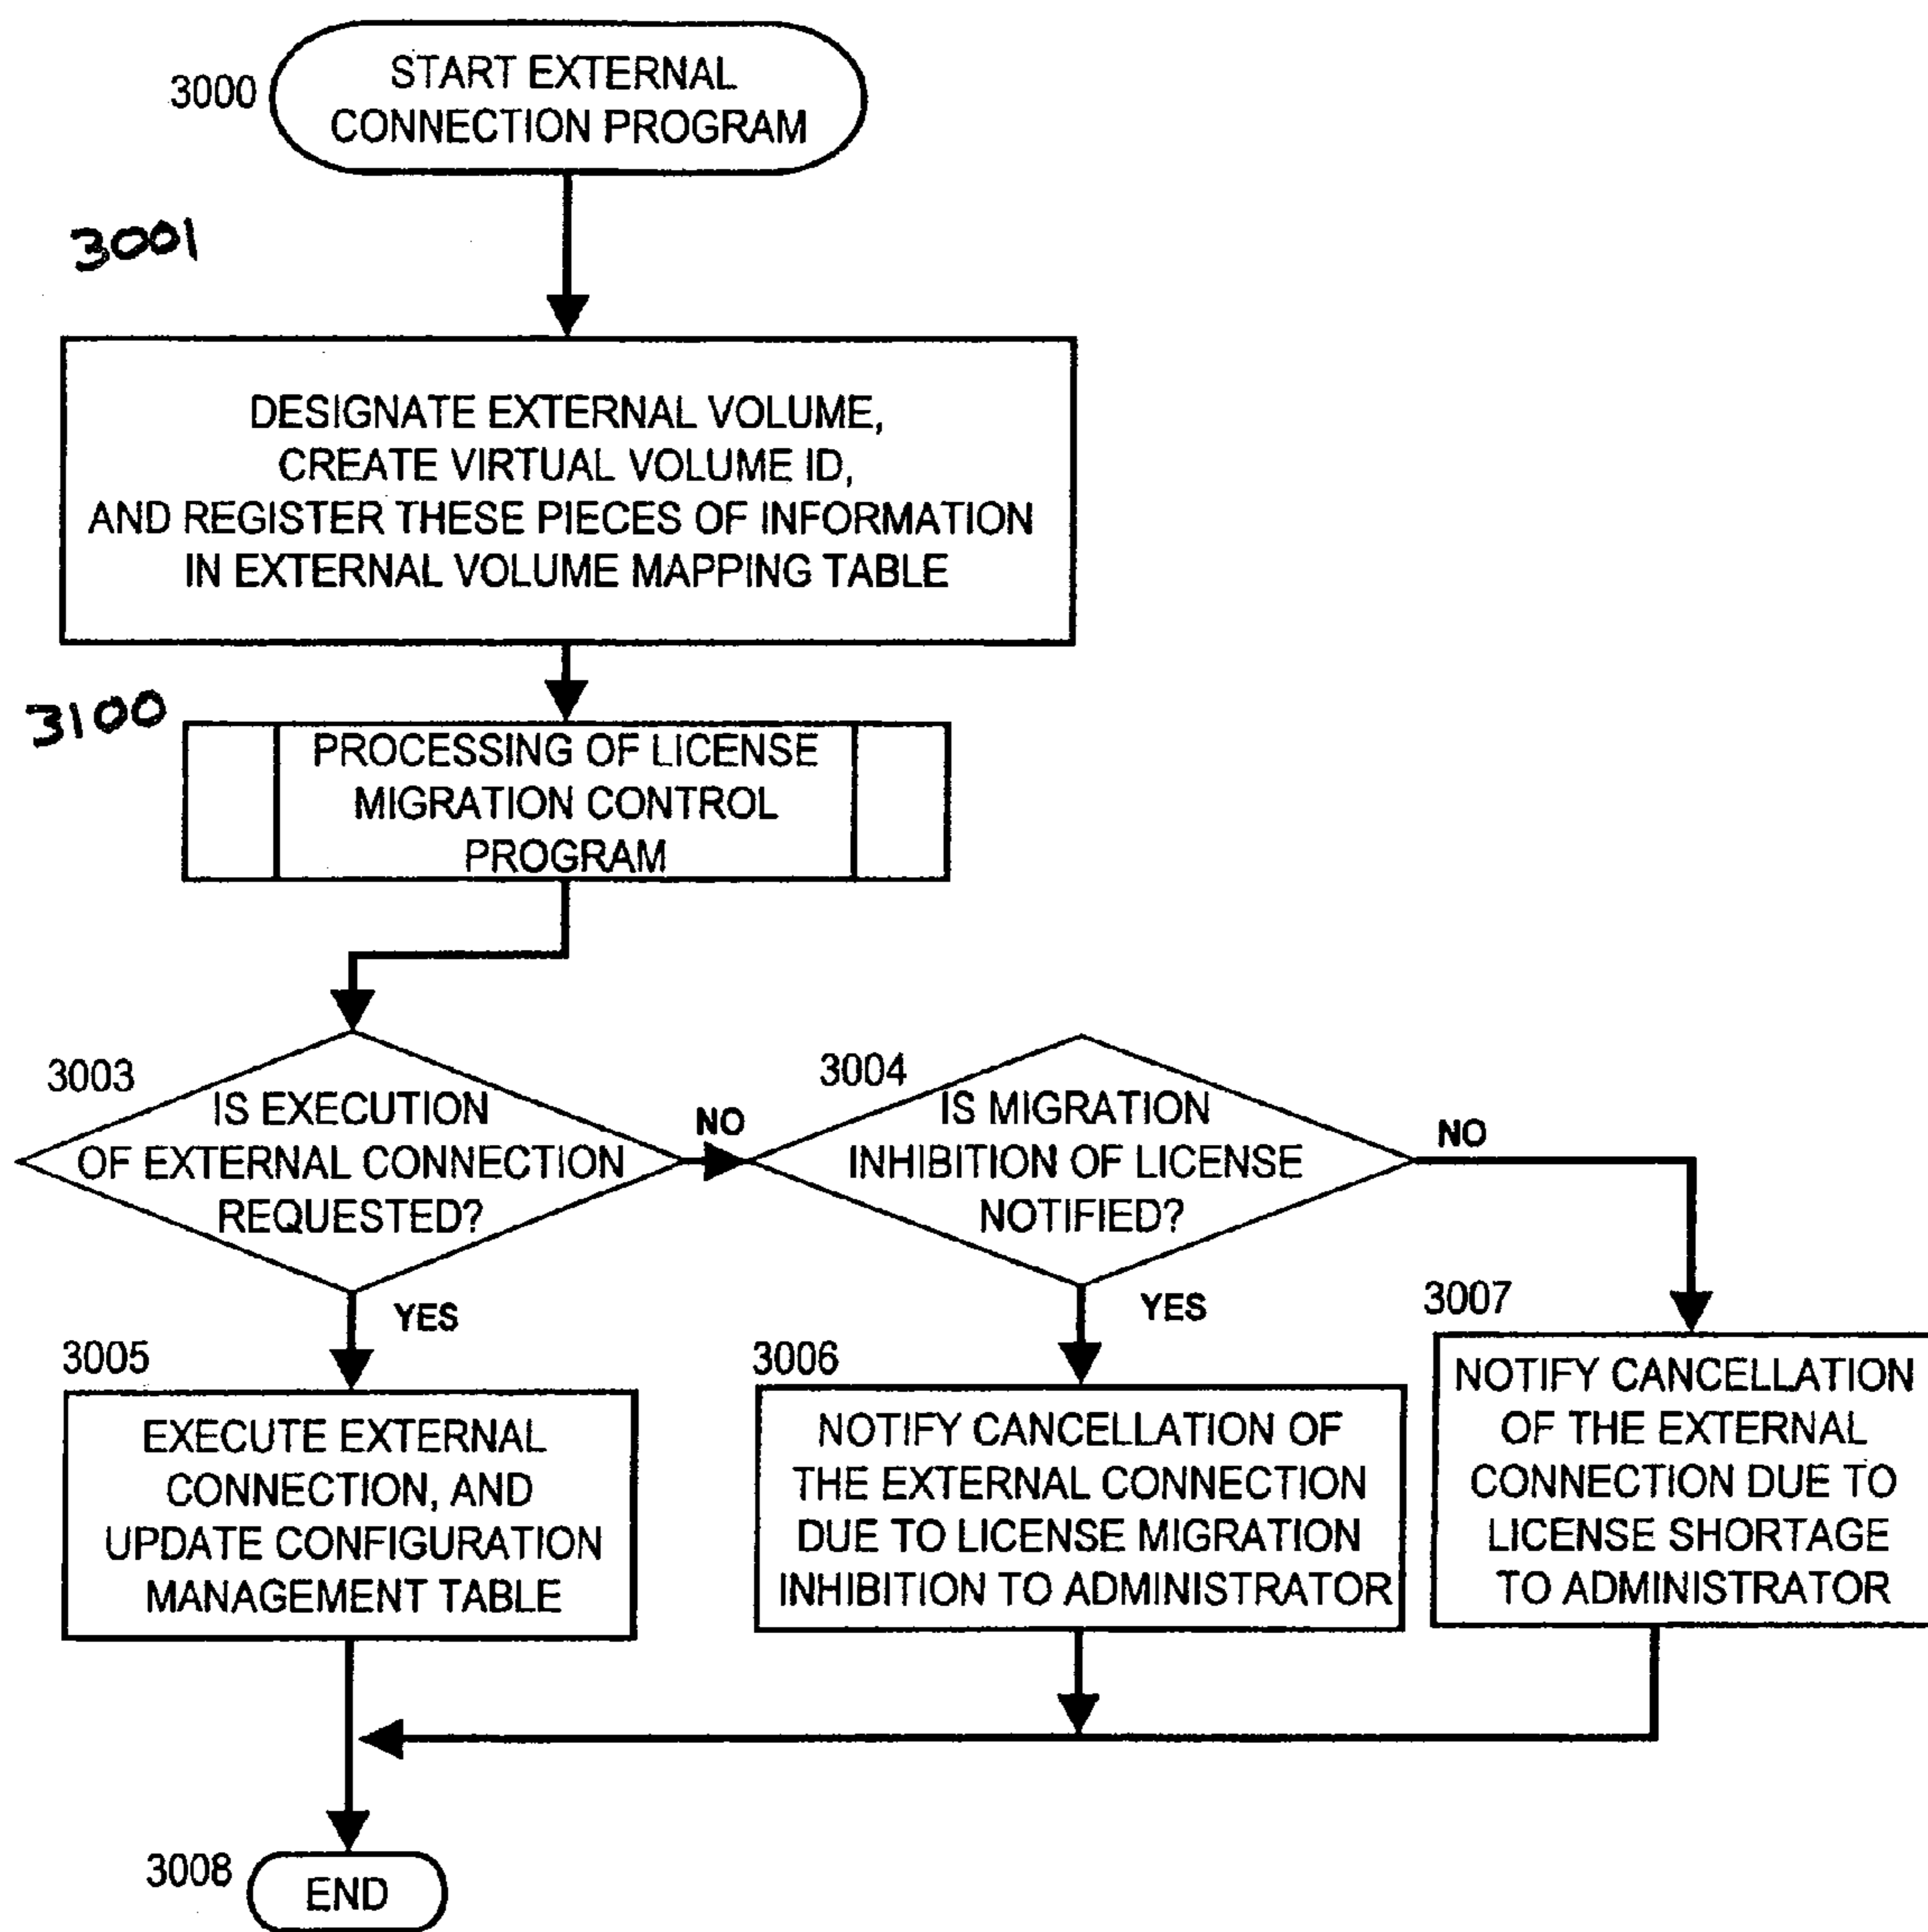 3000
START EXTERNAL
CONNECTION PROGRAM
3001
DESIGNATE EXTERNAL VOLUME,
CREATE VIRTUAL VOLUME ID,
AND REGISTER THESE PIECES OF INFORMATION
IN EXTERNAL VOLUME MAPPING TABLE
3100
PROCESSING OF LICENSE
MIGRATION CONTROL
PROGRAM
3003
IS EXECUTION
OF EXTERNAL CONNECTION
REQUESTED?
NO
YES
3004
IS MIGRATION
INHIBITION OF LICENSE
NOTIFIED?
NO
YES
3005
EXECUTE EXTERNAL
CONNECTION, AND
UPDATE CONFIGURATION
MANAGEMENT TABLE
3006
NOTIFY CANCELLATION OF
THE EXTERNAL CONNECTION
DUE TO LICENSE MIGRATION
INHIBITION TO ADMINISTRATOR
3007
NOTIFY CANCELLATION
OF THE EXTERNAL
CONNECTION DUE TO
LICENSE SHORTAGE
TO ADMINISTRATOR
3008
END